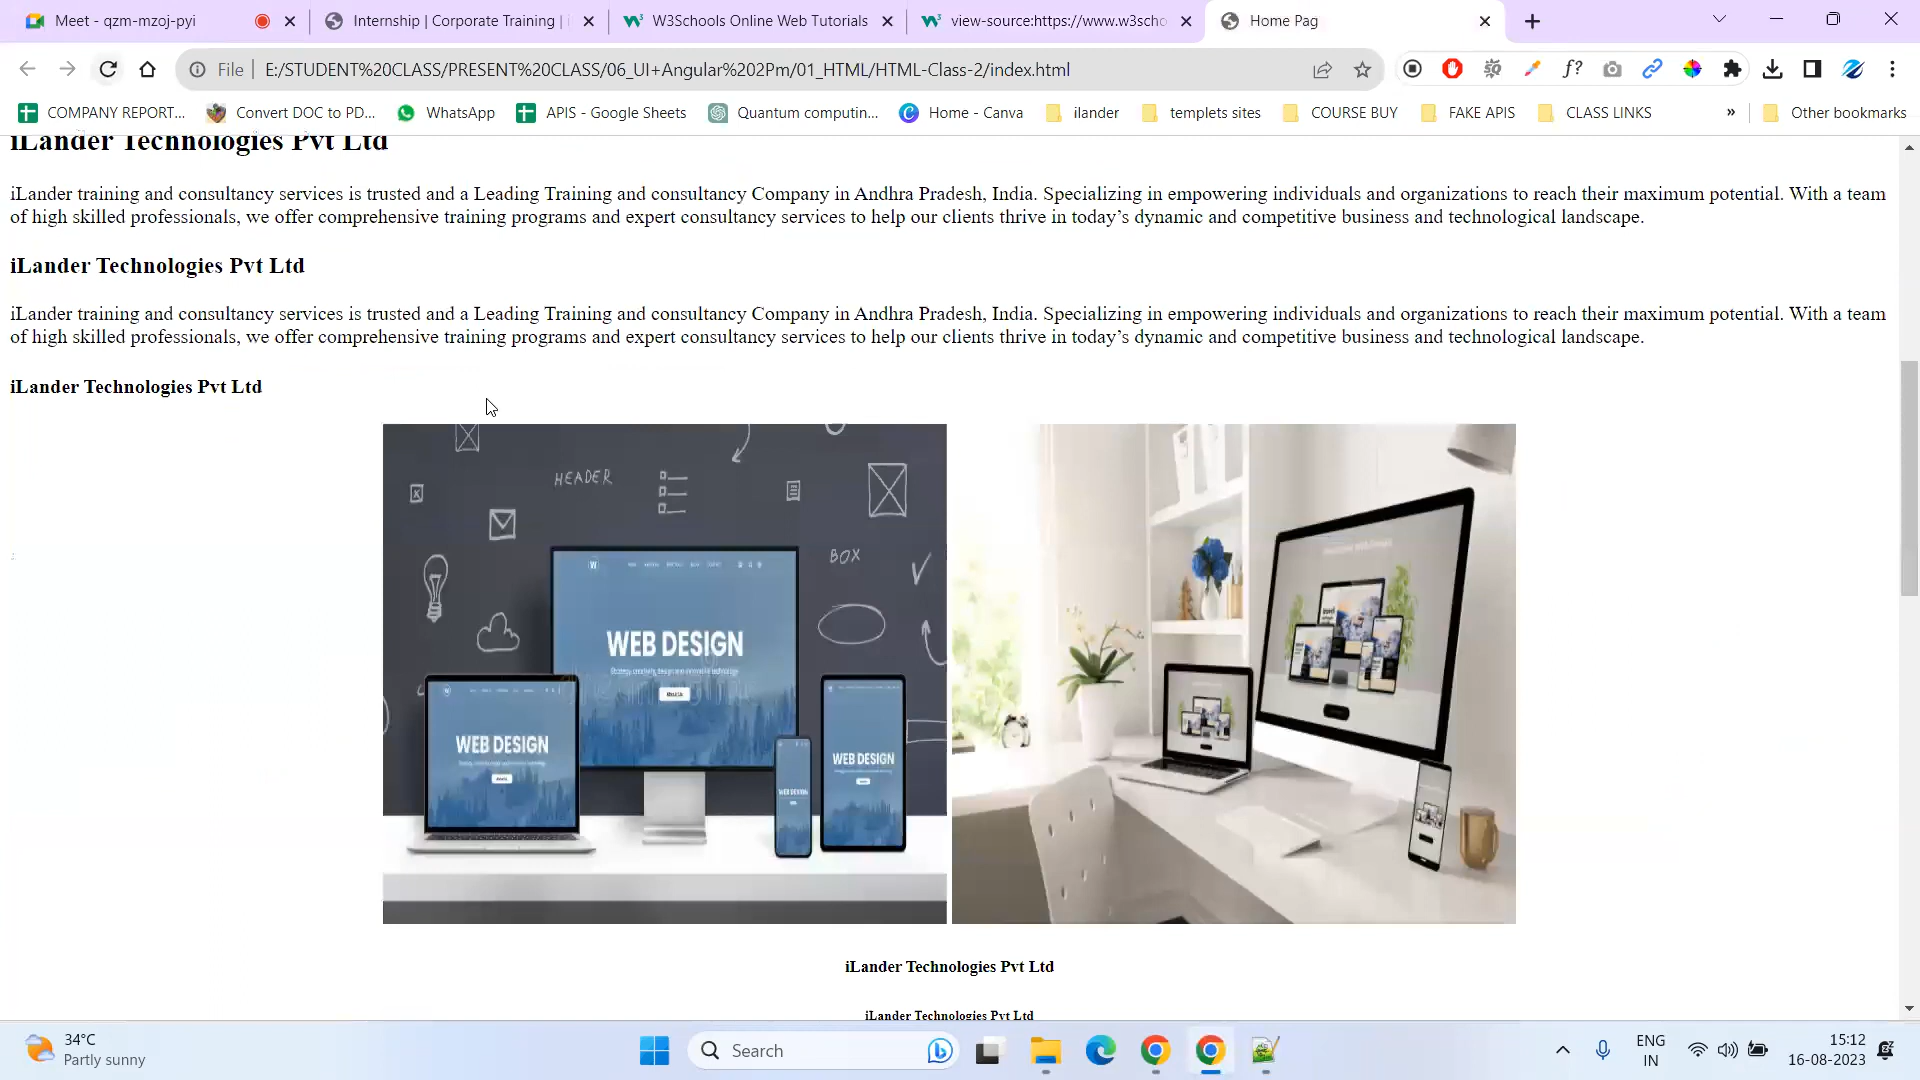 Meet - qzm-mzoj-pyi
Internship | Corporate Training |
W3Schools Online Web Tutorials
view-source:https://www.w3scho
Home Pag
File | E:/STUDENT%20CLASS/PRESENT%20CLASS/06_UI+Angular%202Pm/01_HTML/HTML-Class-2/index.html
COMPANY REPORT...
Convert DOC to PD...
WhatsApp
APIS - Google Sheets
Quantum computin...
Home - Canva
ilander
templets sites
COURSE BUY
FAKE APIS
CLASS LINKS
»
Other bookmarks
iLander Technologies Pvt Ltd
iLander training and consultancy services is trusted and a Leading Training and consultancy Company in Andhra Pradesh, India. Specializing in empowering individuals and organizations to reach their maximum potential. With a team
of high skilled professionals, we offer comprehensive training programs and expert consultancy services to help our clients thrive in today’s dynamic and competitive business and technological landscape.
iLander Technologies Pvt Ltd
iLander training and consultancy services is trusted and a Leading Training and consultancy Company in Andhra Pradesh, India. Specializing in empowering individuals and organizations to reach their maximum potential. With a team
of high skilled professionals, we offer comprehensive training programs and expert consultancy services to help our clients thrive in today’s dynamic and competitive business and technological landscape.
iLander Technologies Pvt Ltd
HEADER
BOX
WEB DESIGN
WEB DESIGN
WEB DESIGN
WEB DESIGN
iLander Technologies Pvt Ltd
iLander Technologies Pvt Ltd
34°C
Partly sunny
Search
ENG
IN
15:12
16-08-2023